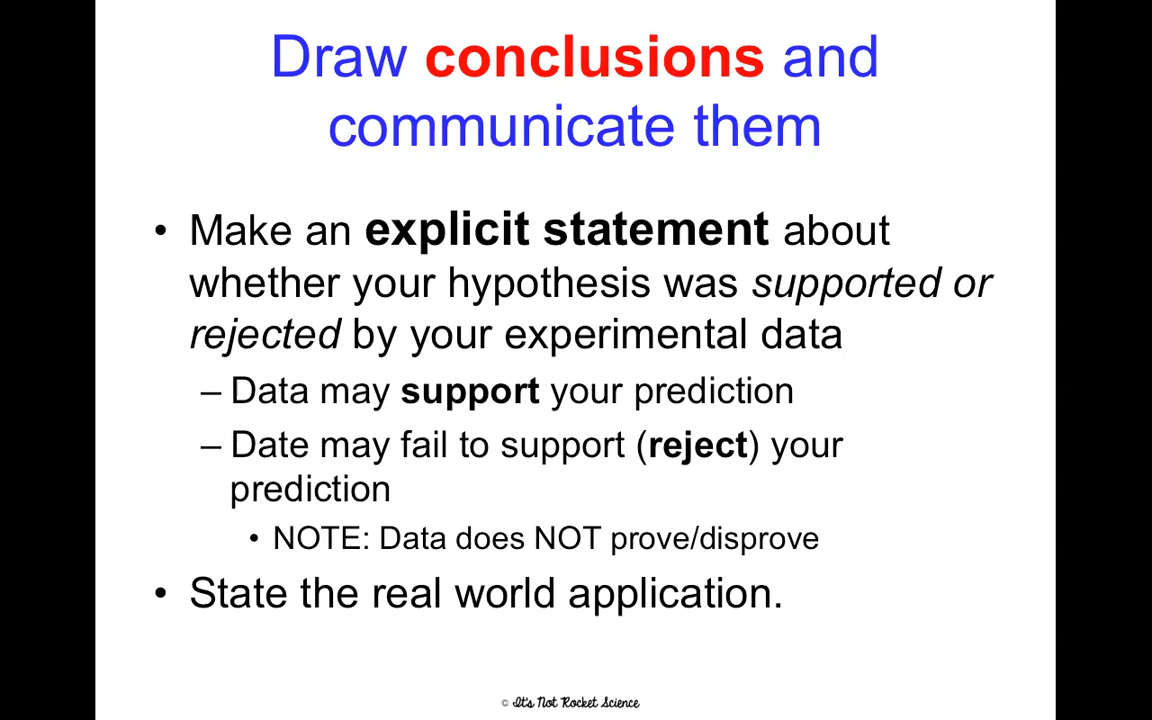 Draw conclusions and
communicate them
• Make an explicit statement about
whether your hypothesis was supported or
rejected by your experimental data
– Data may support your prediction
– Date may fail to support (reject) your
prediction
• NOTE: Data does NOT prove/disprove
• State the real world application.
© It's Not Rocket Science